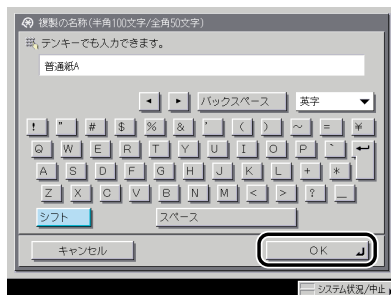 複製の名称(半角100文字/全角50文字)
テンキーでも入力できます。
普通紙A
◄ ► バックスペース 英字 ▼
! " # $ % & ' ( ) ~ = ¥
Q W E R T Y U I O P ` ↵
A S D F G H J K L + *
Z X C V B N M < > ? _
シフト スペース
キャンセル OK
システム状況/中止